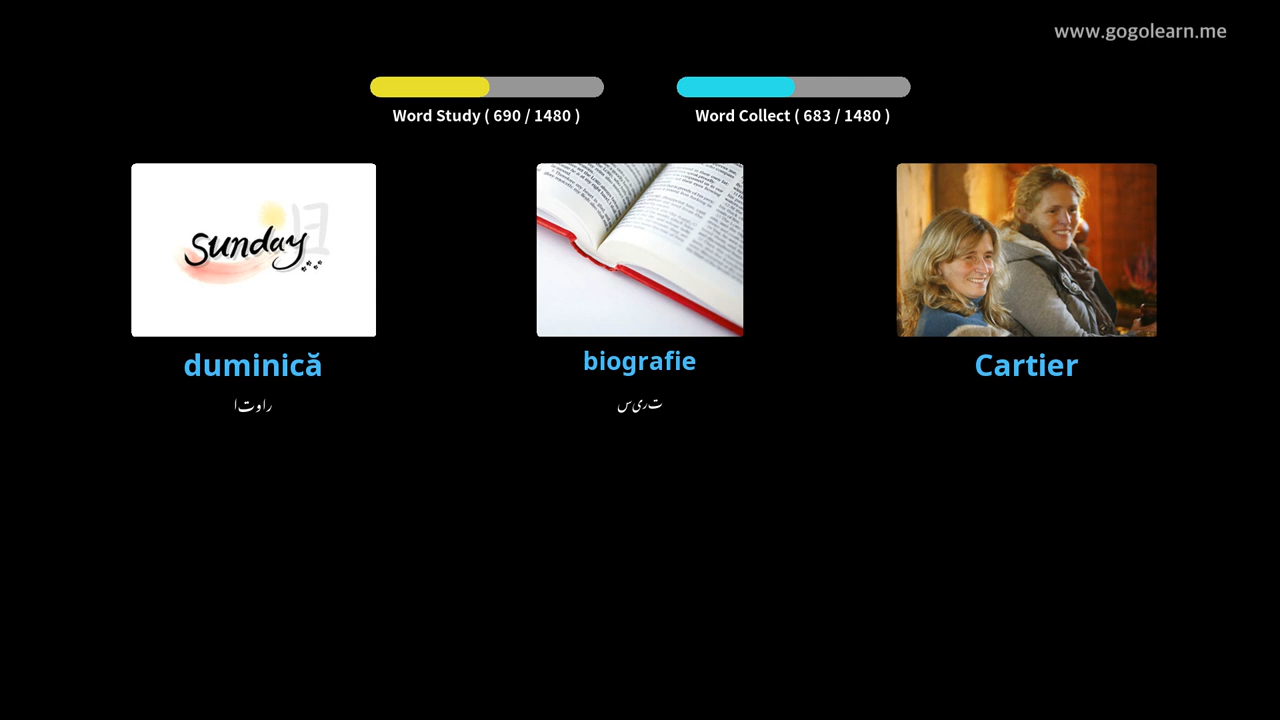 www.gogolearn.me
Word Study ( 690 / 1480 )
Word Collect ( 683 / 1480 )
Sunday
duminică
biografie
Cartier
راوتا
تریس